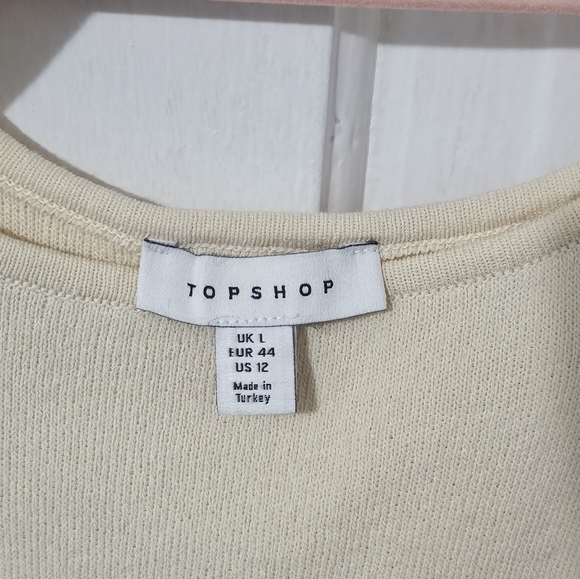 TOPSHOP
UK L
EUR 44
US 12
Made in
Turkey